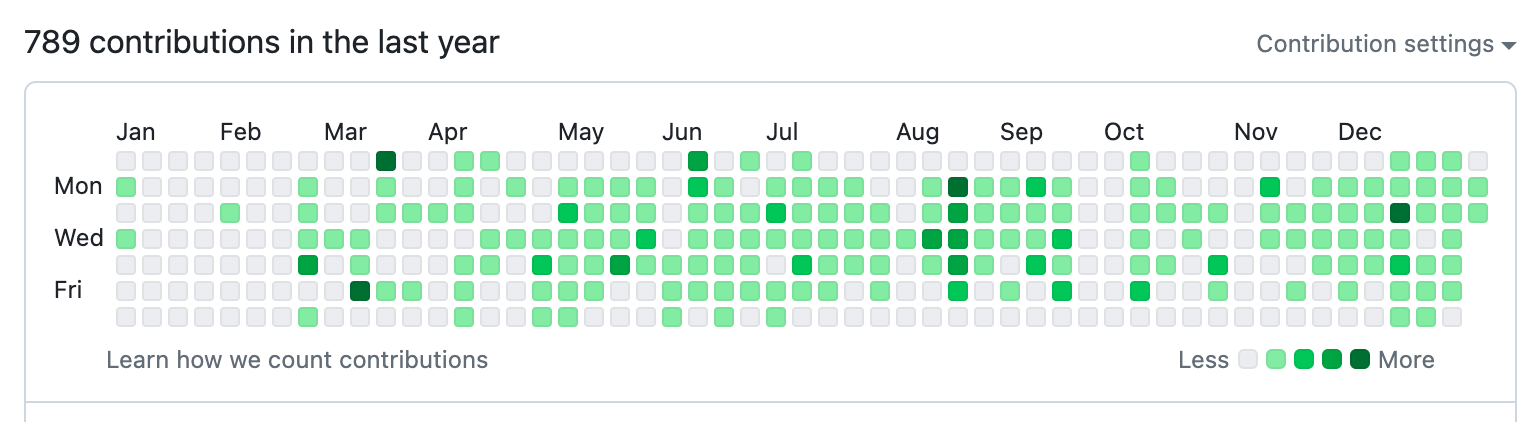 789 contributions in the last year
Contribution settings
Jan Feb Mar Apr May Jun Jul Aug Sep Oct Nov Dec
Mon
Wed
Fri
Learn how we count contributions
Less More